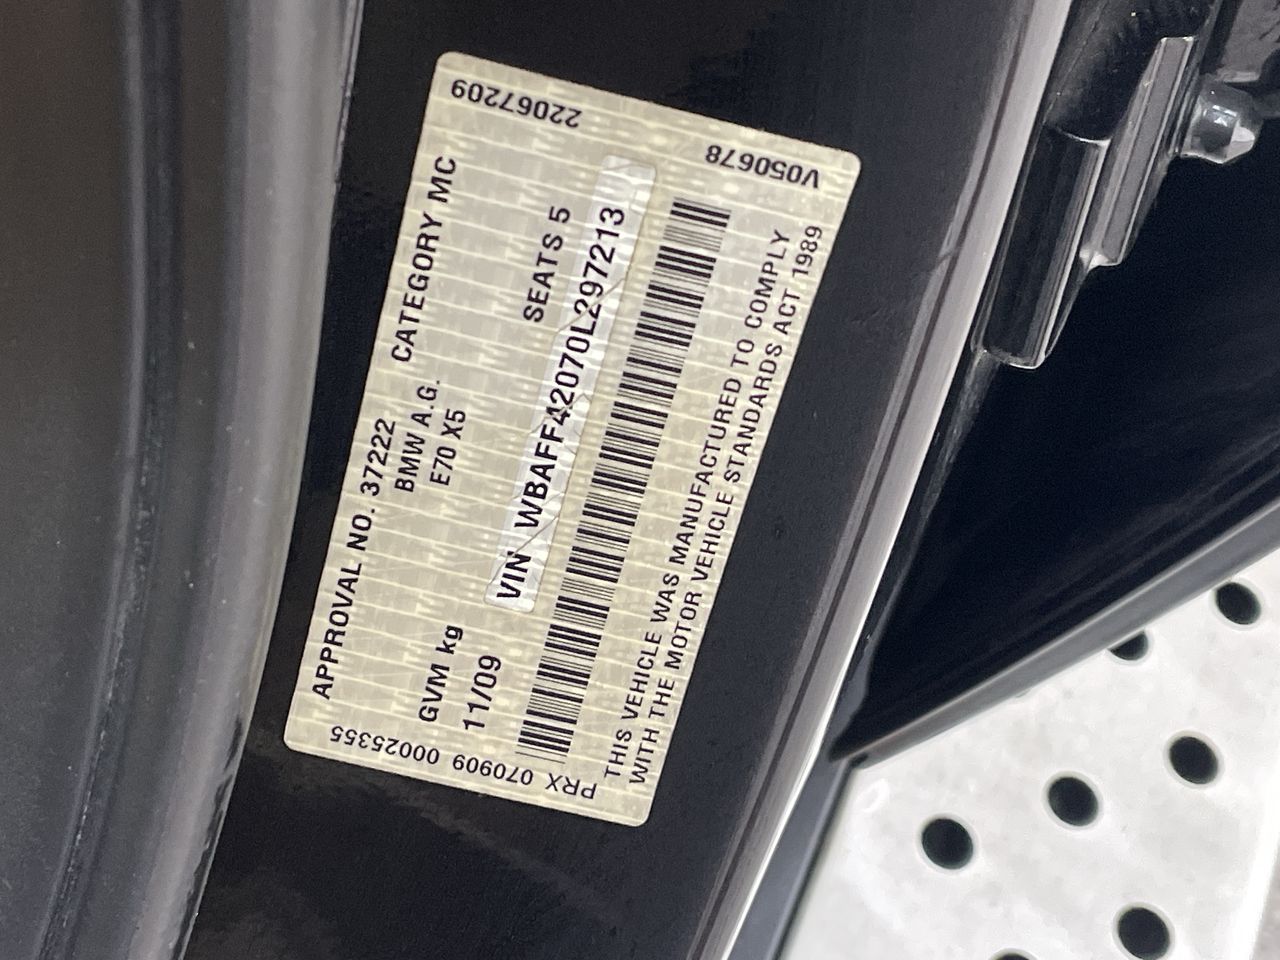 APPROVAL NO. 37222 CATEGORY MC
BMW A.G.
E70 X5
GVM kg SEATS 5
11/09
VIN WBAFF42070L297213
THIS VEHICLE WAS MANUFACTURED TO COMPLY
WITH THE MOTOR VEHICLE STANDARDS ACT 1989
22067209
V050678
PRX 070909 00025355